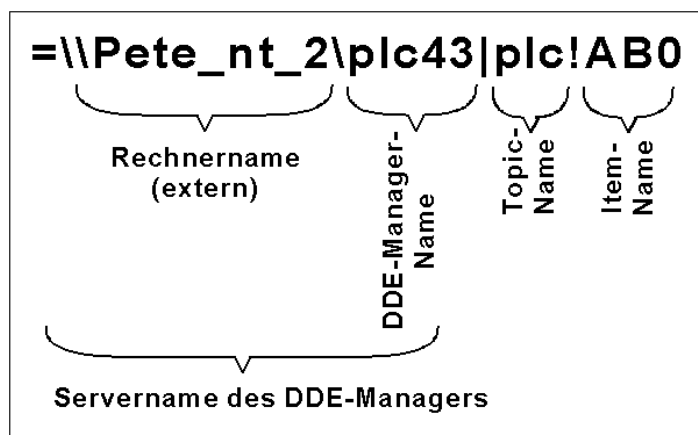 =\\Pete_nt_2\plc43|plc!AB0
Rechnername
(extern)
DDE-Manager-
Name
Topic-
Name
Item-
Name
Servername des DDE-Managers